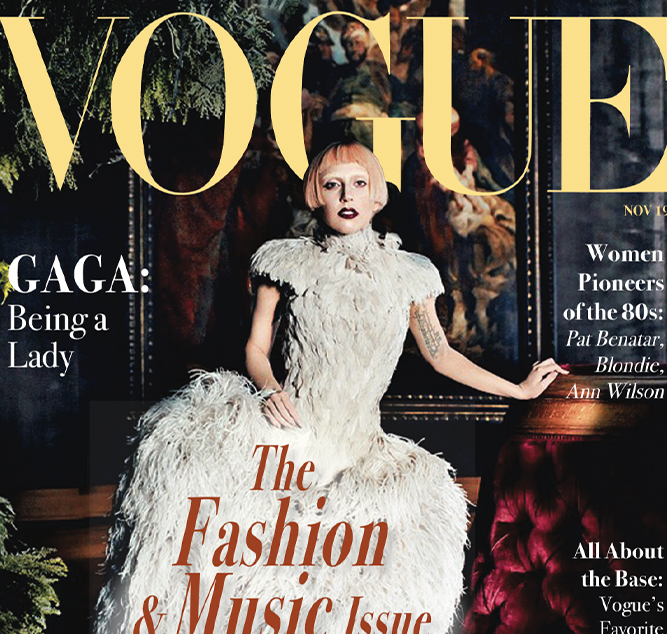 VOGUE
NOV 19
GAGA:
Being a
Lady
Women
Pioneers
of the 80s:
Pat Benatar,
Blondie,
Ann Wilson
The
Fashion
& Music Issue
All About
the Base:
Vogue's
Favorite